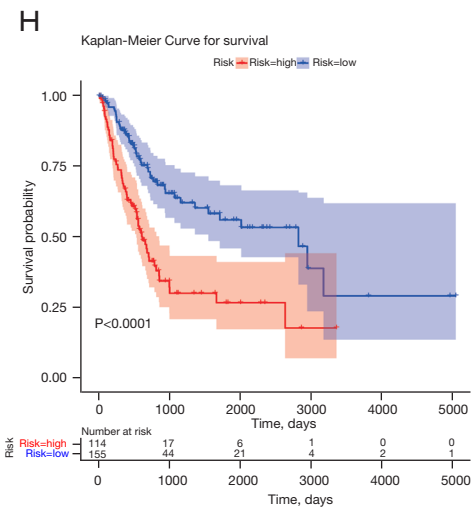 H
Kaplan-Meier Curve for survival
Risk Risk=high Risk=low
1.00
0.75
0.50
0.25
0.00
Survival probability
P<0.0001
0 1000 2000 3000 4000 5000
Time, days
Number at risk
Risk
Risk=high 114 17 6 1 0 0
Risk=low 155 44 21 4 2 1
0 1000 2000 3000 4000 5000
Time, days